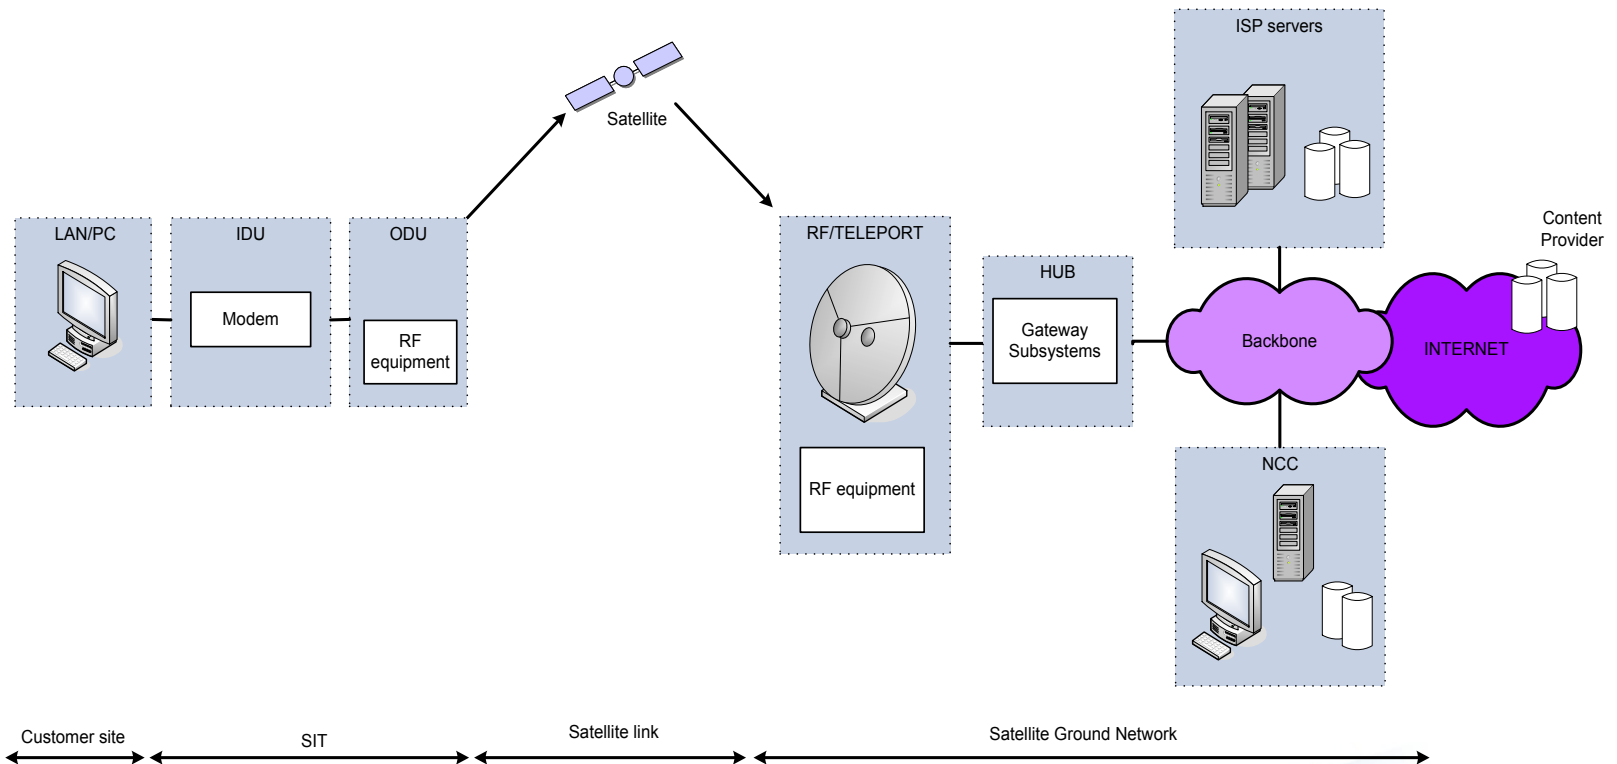 ISP servers
Satellite
LAN/PC
IDU
ODU
RF/TELEPORT
Content
Provider
HUB
Modem
RF
equipment
Gateway
Subsystems
Backbone
INTERNET
NCC
RF equipment
Customer site
SIT
Satellite link
Satellite Ground Network